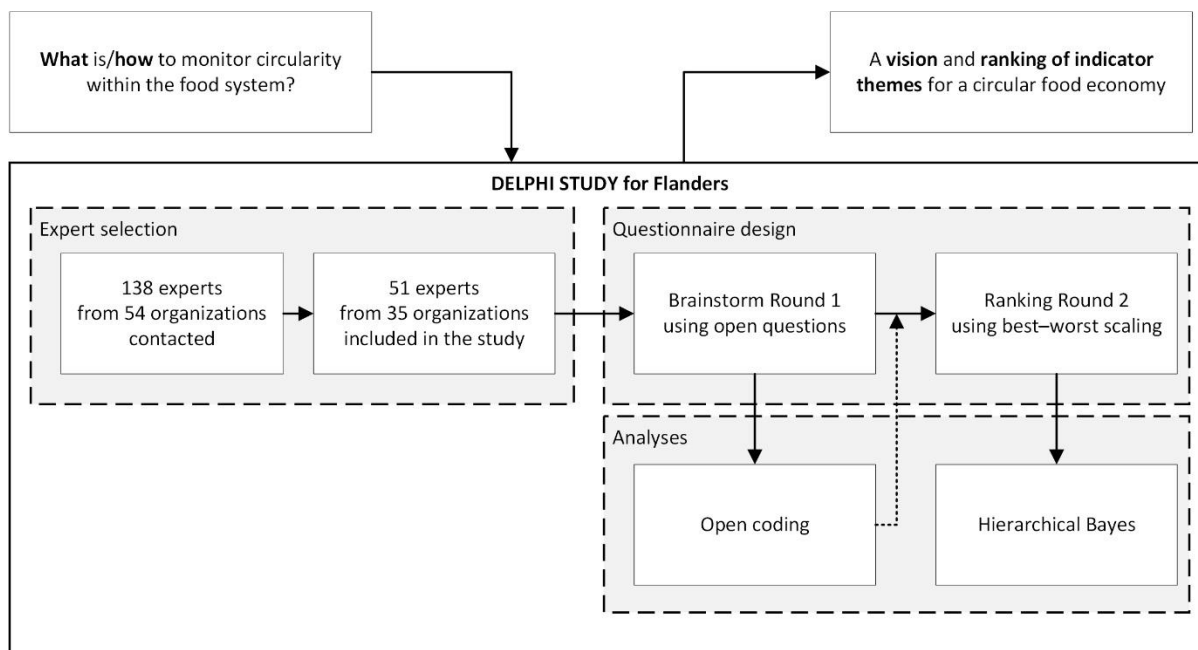 What is/how to monitor circularity
within the food system?
A vision and ranking of indicator
themes for a circular food economy
DELPHI STUDY for Flanders
Expert selection
138 experts
from 54 organizations
contacted
51 experts
from 35 organizations
included in the study
Questionnaire design
Brainstorm Round 1
using open questions
Ranking Round 2
using best–worst scaling
Analyses
Open coding
Hierarchical Bayes